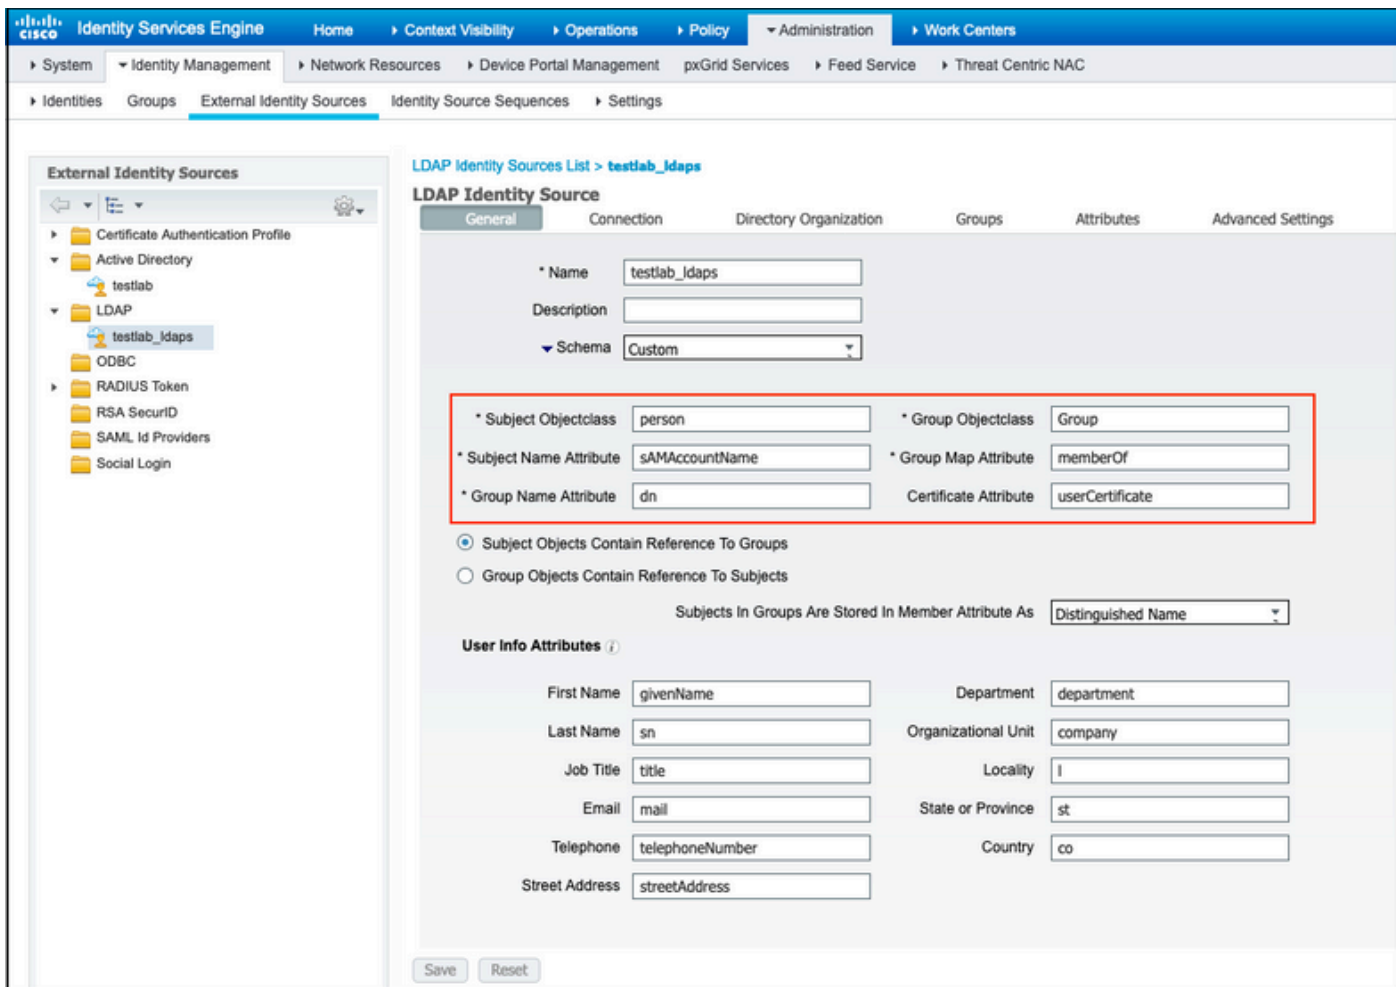 cisco Identity Services Engine Home Context Visibility Operations Policy Administration Work Centers
System Identity Management Network Resources Device Portal Management pxGrid Services Feed Service Threat Centric NAC
Identities Groups External Identity Sources Identity Source Sequences Settings
External Identity Sources
Certificate Authentication Profile
Active Directory
testlab
LDAP
testlab_ldaps
ODBC
RADIUS Token
RSA SecurID
SAML Id Providers
Social Login
LDAP Identity Sources List > testlab_ldaps
LDAP Identity Source
General Connection Directory Organization Groups Attributes Advanced Settings
* Name testlab_ldaps
Description
Schema Custom
* Subject Objectclass person * Group Objectclass Group
* Subject Name Attribute sAMAccountName * Group Map Attribute memberOf
* Group Name Attribute dn Certificate Attribute userCertificate
Subject Objects Contain Reference To Groups
Group Objects Contain Reference To Subjects
Subjects In Groups Are Stored In Member Attribute As Distinguished Name
User Info Attributes i
First Name givenName Department department
Last Name sn Organizational Unit company
Job Title title Locality l
Email mail State or Province st
Telephone telephoneNumber Country co
Street Address streetAddress
Save Reset